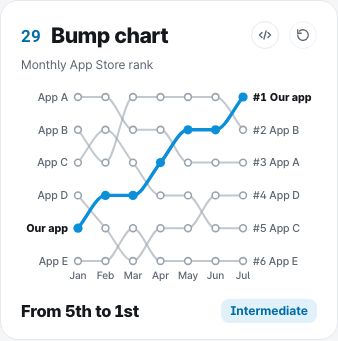 29 Bump chart
Monthly App Store rank
App A #1 Our app
App B #2 App B
App C #3 App A
App D #4 App D
Our app #5 App C
App E #6 App E
Jan Feb Mar Apr May Jun Jul
From 5th to 1st Intermediate